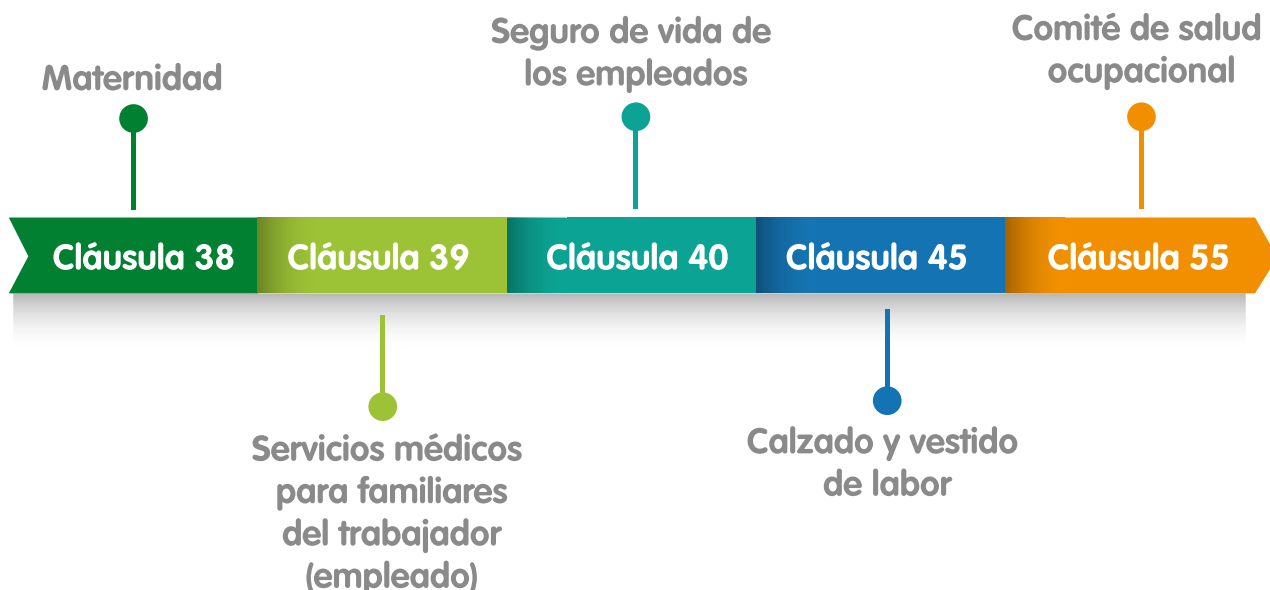 Maternidad
Seguro de vida de
los empleados
Comité de salud
ocupacional
Cláusula 38
Cláusula 39
Cláusula 40
Cláusula 45
Cláusula 55
Servicios médicos
para familiares
del trabajador
(empleado)
Calzado y vestido
de labor